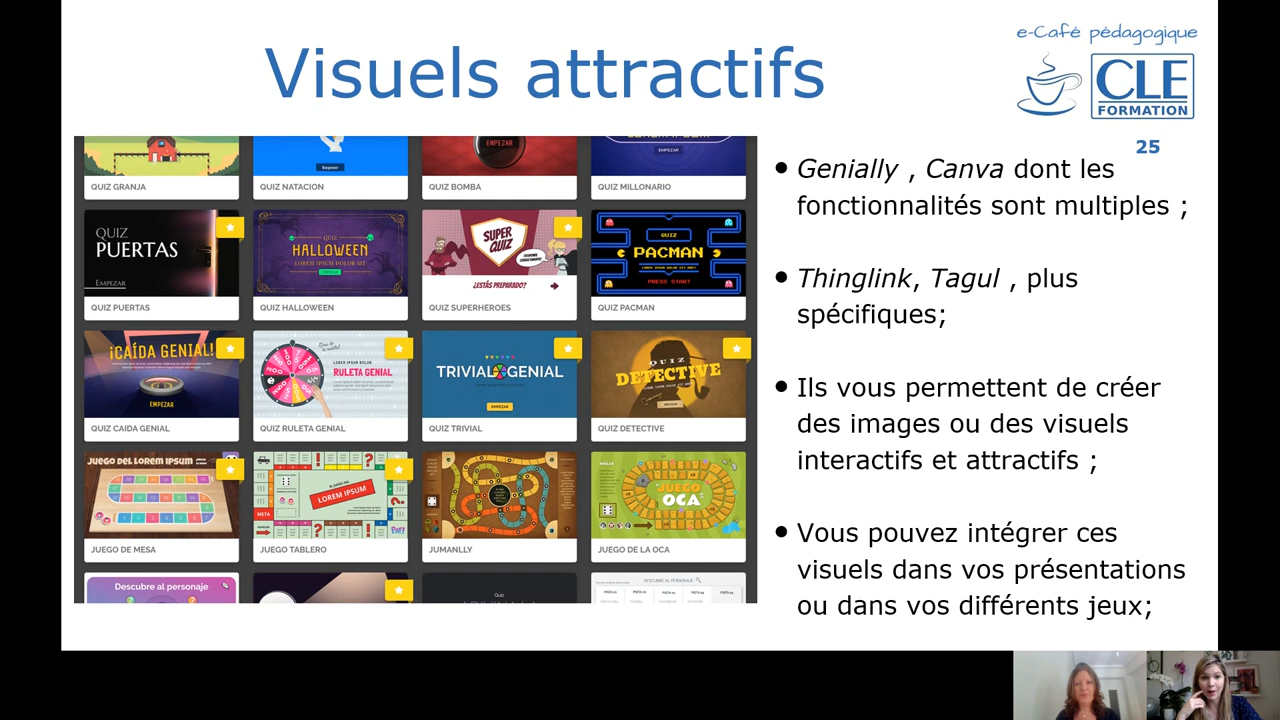 e-Café pédagogique
CLE
FORMATION
Visuels attractifs
25
EMPEZAR
Empezar
EMPEZAR
QUIZ GRANJA
QUIZ NATACION
QUIZ BOMBA
QUIZ MILLONARIO
QUIZ
PUERTAS
EMPEZAR
QUIZ
HALLOWEEN
LOREM IPSUM DOLOR SIT
SUPER
QUIZ
¿ESTÁS PREPARADO?
QUIZ
PACMAN
PRESS START
QUIZ PUERTAS
QUIZ HALLOWEEN
QUIZ SUPERHEROES
QUIZ PACMAN
¡CAÍDA GENIAL!
EMPEZAR
LOREM IPSUM DOLOR
RULETA GENIAL
TRIVIAL GENIAL
EMPEZAR
QUIZ
DETECTIVE
QUIZ CAIDA GENIAL
QUIZ RULETA GENIAL
QUIZ TRIVIAL
QUIZ DETECTIVE
JUEGO DEL LOREM IPSUM
LOREM IPSUM
META
JUEGO
OCA
JUEGO DE MESA
JUEGO TABLERO
JUMANLLY
JUEGO DE LA OCA
Descubre al personaje
Quiz
DESCUBRE AL PERSONAJE
• Genially , Canva dont les
fonctionnalités sont multiples ;
• Thinglink, Tagul , plus
spécifiques;
• Ils vous permettent de créer
des images ou des visuels
interactifs et attractifs ;
• Vous pouvez intégrer ces
visuels dans vos présentations
ou dans vos différents jeux;